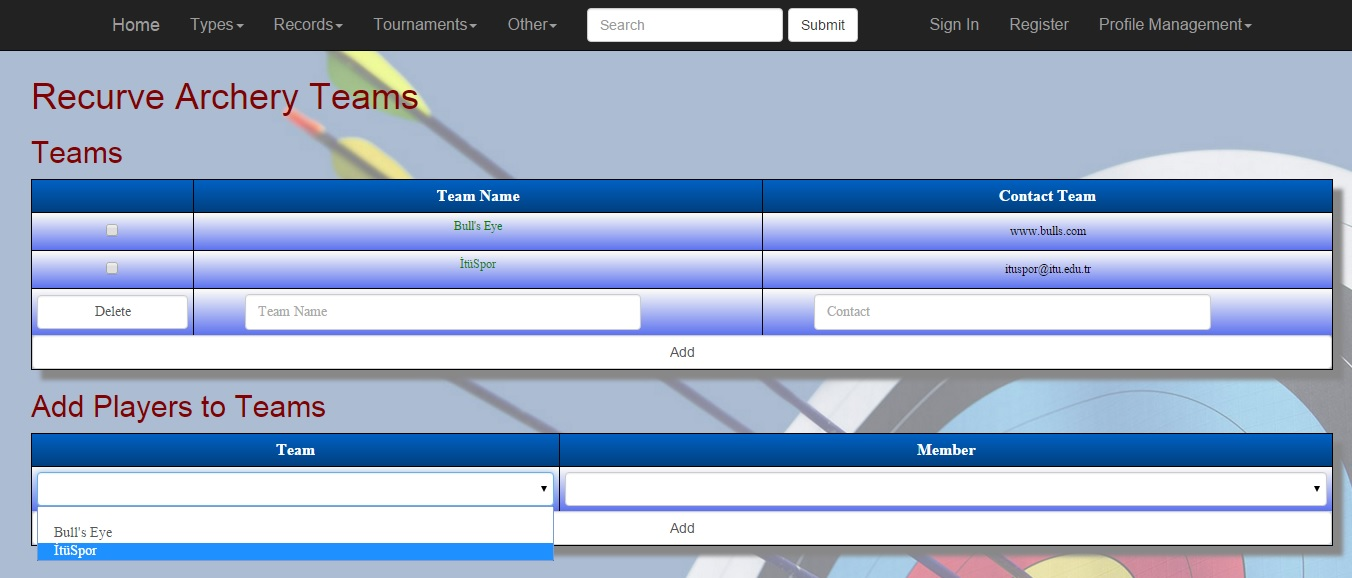 Home Types Records Tournaments Other Search Submit Sign In Register Profile Management
Recurve Archery Teams
Teams
Team Name Contact Team
Bull's Eye www.bulls.com
İtüSpor ituspor@itu.edu.tr
Delete Team Name Contact
Add
Add Players to Teams
Team Member
Add
Bull's Eye
İtüSpor